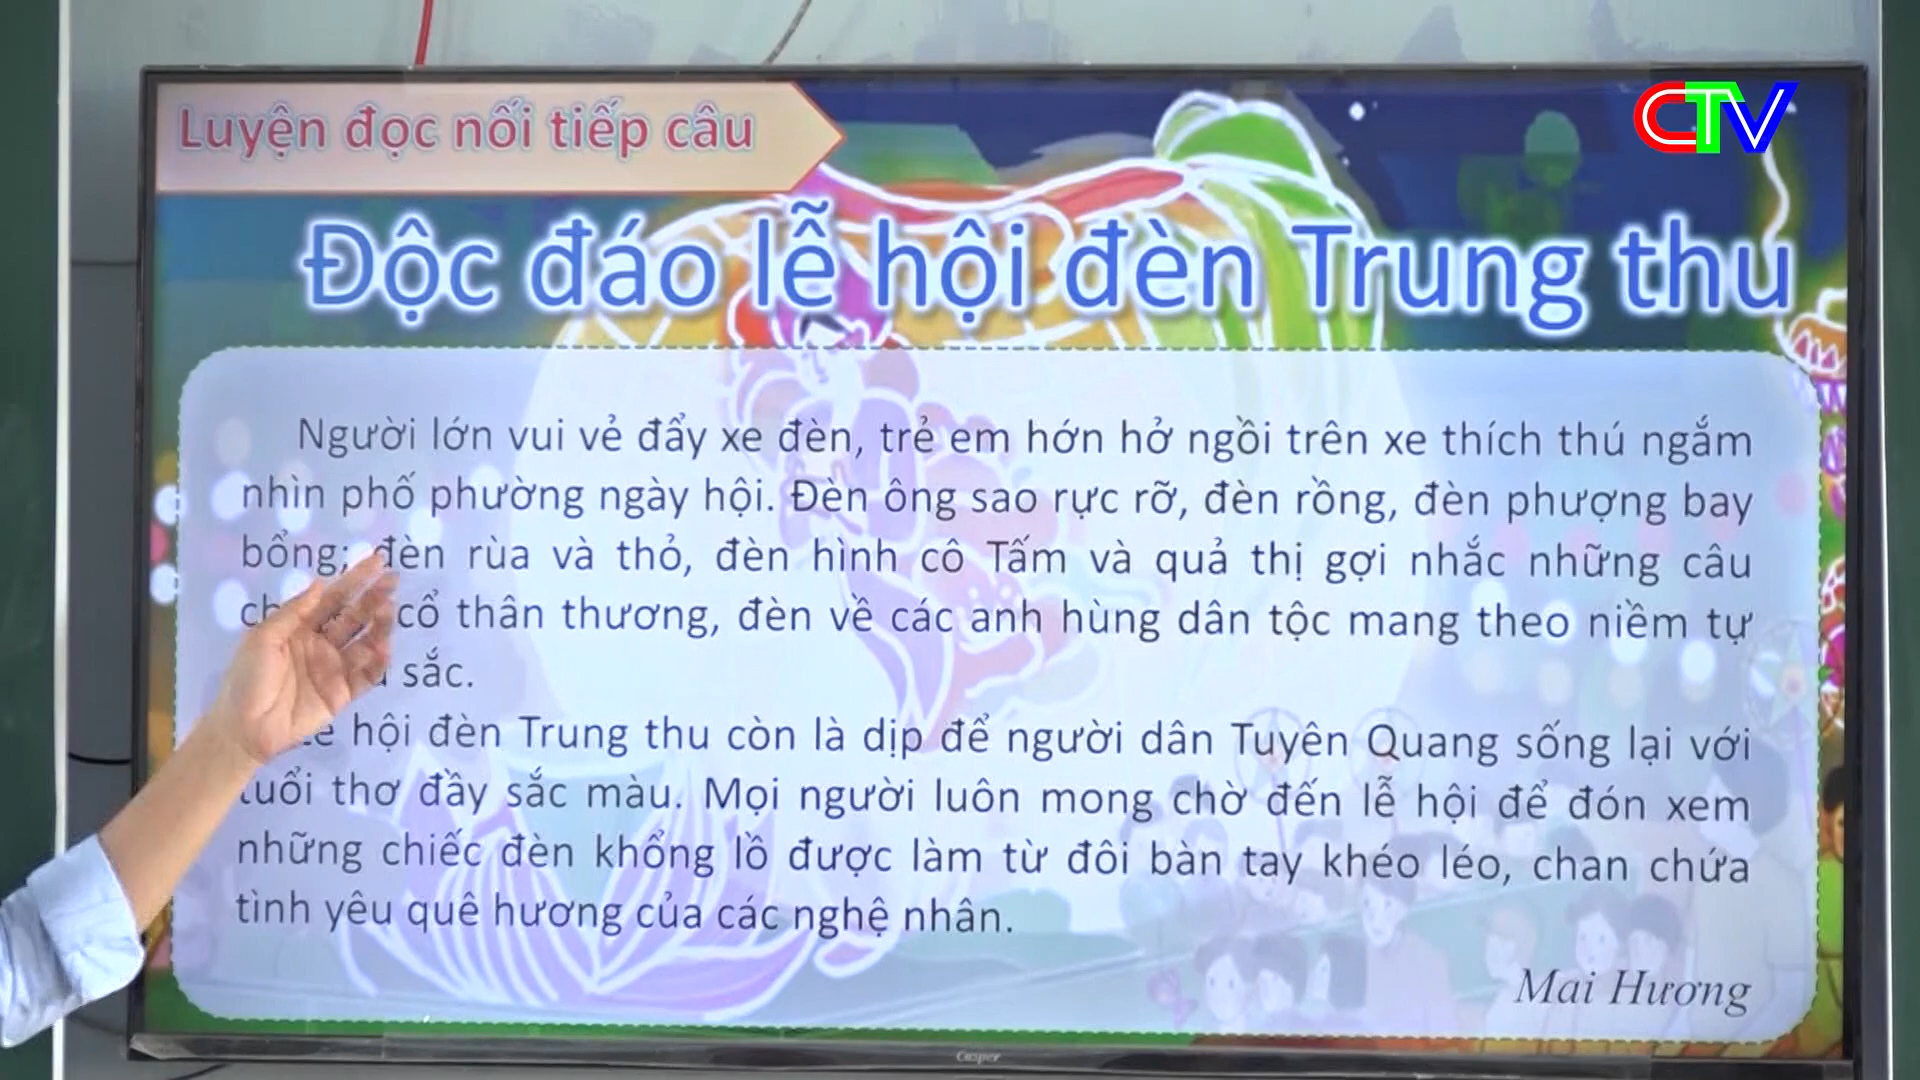 Luyện đọc nối tiếp câu
CTV
Độc đáo lễ hội đèn Trung thu
Người lớn vui vẻ đẩy xe đèn, trẻ em hớn hở ngồi trên xe thích thú ngắm
nhìn phố phường ngày hội. Đèn ông sao rực rỡ, đèn rồng, đèn phượng bay
bổng; đèn rùa và thỏ, đèn hình cô Tấm và quả thị gợi nhắc những câu
cổ thân thương, đèn về các anh hùng dân tộc mang theo niềm tự
sắc.
hội đèn Trung thu còn là dịp để người dân Tuyên Quang sống lại với
tuổi thơ đầy sắc màu. Mọi người luôn mong chờ đến lễ hội để đón xem
những chiếc đèn khổng lồ được làm từ đôi bàn tay khéo léo, chan chứa
tình yêu quê hương của các nghệ nhân.
Mai Hương
Casper